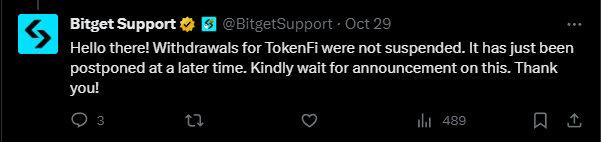 Bitget Support @BitgetSupport · Oct 29
Hello there! Withdrawals for TokenFi were not suspended. It has just been
postponed at a later time. Kindly wait for announcement on this. Thank
you!
3 489